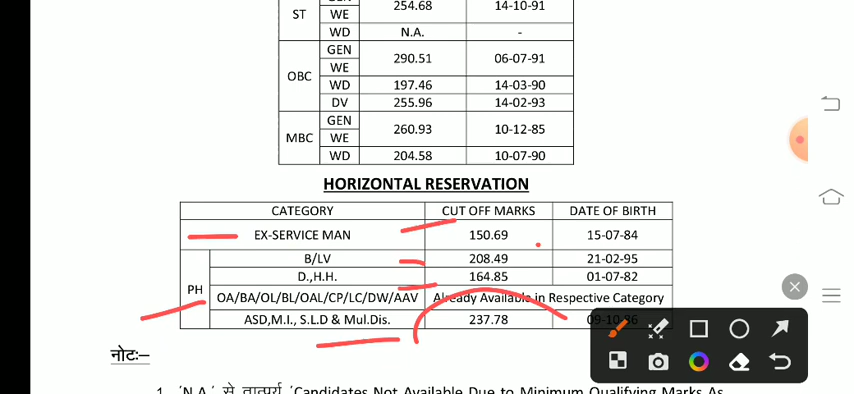 GEN 254.68 14-10-91
ST WE
WD N.A. -
GEN 290.51 06-07-91
WE
OBC WD 197.46 14-03-90
DV 255.96 14-02-93
GEN 260.93 10-12-85
MBC WE
WD 204.58 10-07-90
HORIZONTAL RESERVATION
CATEGORY CUT OFF MARKS DATE OF BIRTH
EX-SERVICE MAN 150.69 15-07-84
B/LV 208.49 21-02-95
D.,H.H. 164.85 01-07-82
PH
OA/BA/OL/BL/OAL/CP/LC/DW/AAV Already Available in Respective Category
ASD,M.I., S.L.D & Mul.Dis. 237.78 09-10-86
नोटः–
1. 'N.A.' से तात्पर्य 'Candidates Not Available Due to Minimum Qualifying Marks As